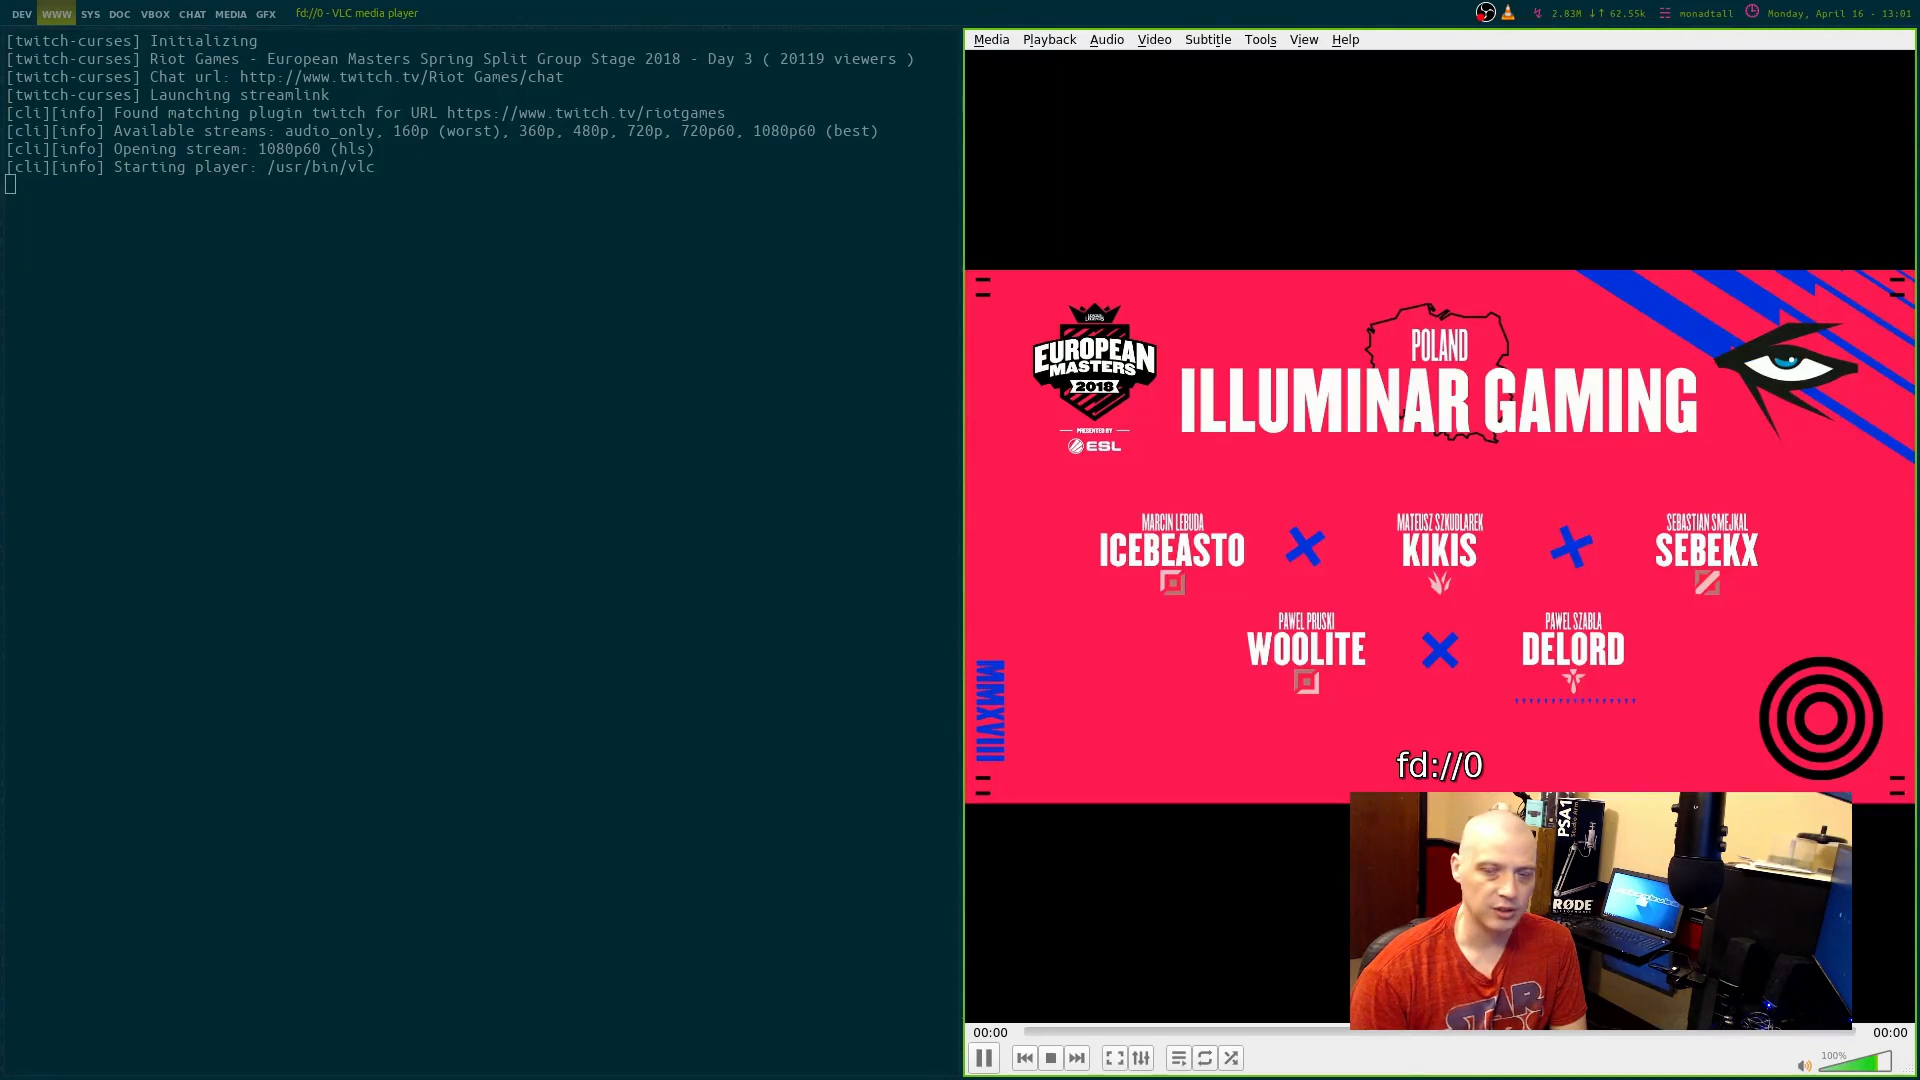 DEV WWW SYS DOC VBOX CHAT MEDIA GFX fd://0 - VLC media player
2.83M ↓↑ 62.55k monadtall Monday, April 16 - 13:01
[twitch-curses] Initializing
[twitch-curses] Riot Games - European Masters Spring Split Group Stage 2018 - Day 3 ( 20119 viewers )
[twitch-curses] Chat url: http://www.twitch.tv/Riot Games/chat
[twitch-curses] Launching streamlink
[cli][info] Found matching plugin twitch for URL https://www.twitch.tv/riotgames
[cli][info] Available streams: audio_only, 160p (worst), 360p, 480p, 720p, 720p60, 1080p60 (best)
[cli][info] Opening stream: 1080p60 (hls)
[cli][info] Starting player: /usr/bin/vlc
Media Playback Audio Video Subtitle Tools View Help
EUROPEAN
MASTERS
2018
PRESENTED BY
ESL
POLAND
ILLUMINAR GAMING
MARCIN LEBUDA
ICEBEASTO
MATEUSZ SZKUDLAREK
KIKIS
SEBASTIAN SMEJKAL
SEBEKX
PAWEL PRUSKI
WOOLITE
PAWEL SZABLA
DELORD
MMXVIII
fd://0
PSA1
Studio Arm
RØDE
STAR
00:00
00:00
100%